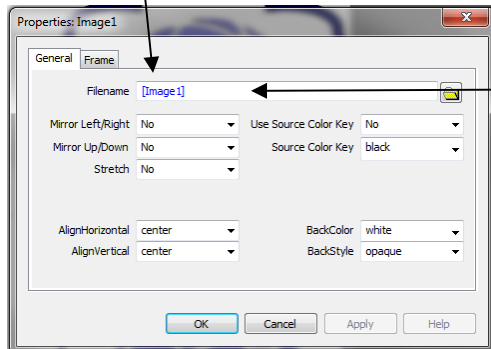 Properties: Image1
General Frame
Filename [Image1]
Mirror Left/Right No Use Source Color Key No
Mirror Up/Down No Source Color Key black
Stretch No
AlignHorizontal center BackColor white
AlignVertical center BackStyle opaque
OK Cancel Apply Help